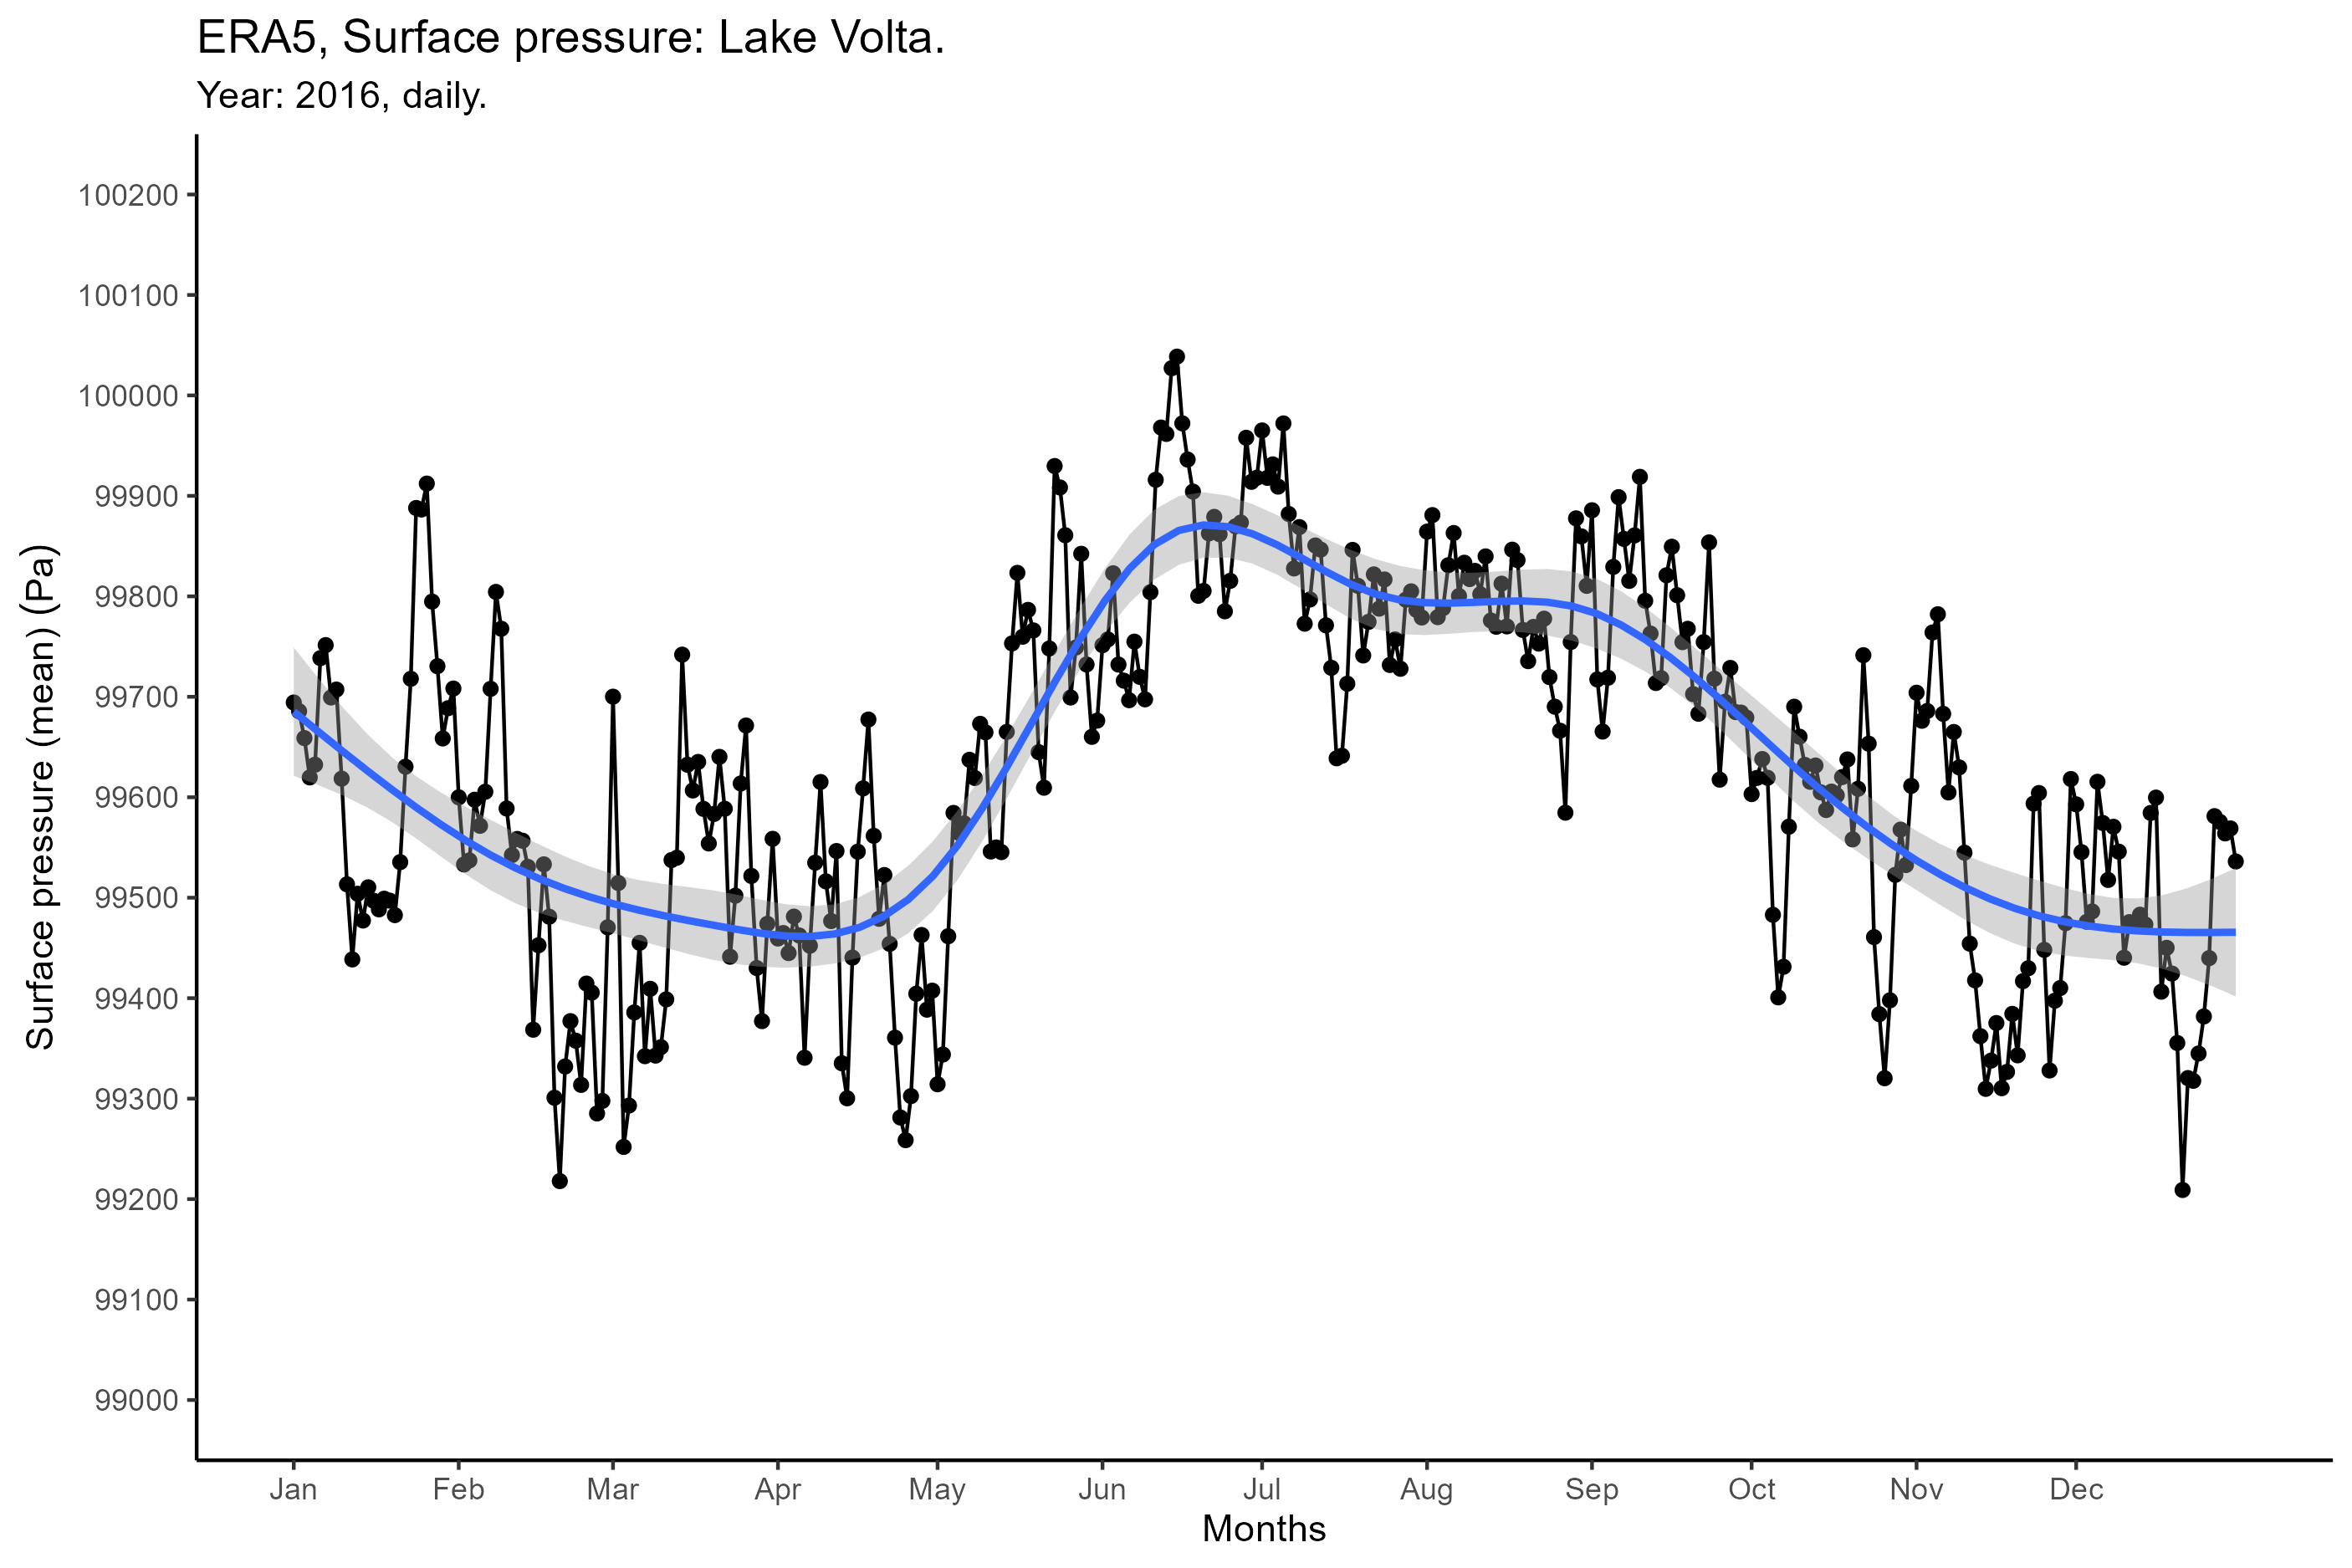 ERA5, Surface pressure: Lake Volta.
Year: 2016, daily.
Surface pressure (mean) (Pa)
100200
100100
100000
99900
99800
99700
99600
99500
99400
99300
99200
99100
99000
Jan Feb Mar Apr May Jun Jul Aug Sep Oct Nov Dec
Months